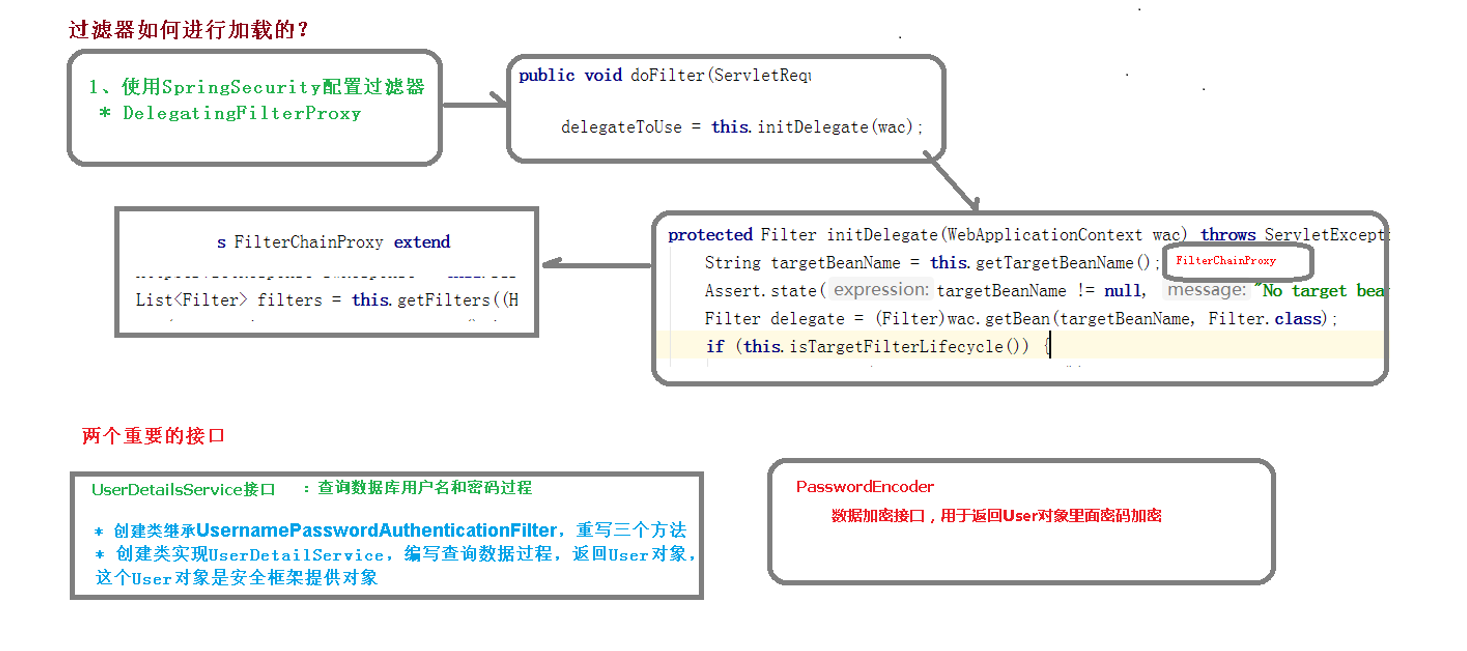 过滤器如何进行加载的？
1、使用SpringSecurity配置过滤器
* DelegatingFilterProxy
public void doFilter(ServletRequ
delegateToUse = this.initDelegate(wac);
protected Filter initDelegate(WebApplicationContext wac) throws ServletExcept
String targetBeanName = this.getTargetBeanName();
FilterChainProxy
Assert.state( expression: targetBeanName != null, message: "No target bea
Filter delegate = (Filter)wac.getBean(targetBeanName, Filter.class);
if (this.isTargetFilterLifecycle()) {
s FilterChainProxy extend
List<Filter> filters = this.getFilters((H
两个重要的接口
UserDetailsService接口 ：查询数据库用户名和密码过程
* 创建类继承UsernamePasswordAuthenticationFilter，重写三个方法
* 创建类实现UserDetailService，编写查询数据过程，返回User对象，
这个User对象是安全框架提供对象
PasswordEncoder
数据加密接口，用于返回User对象里面密码加密